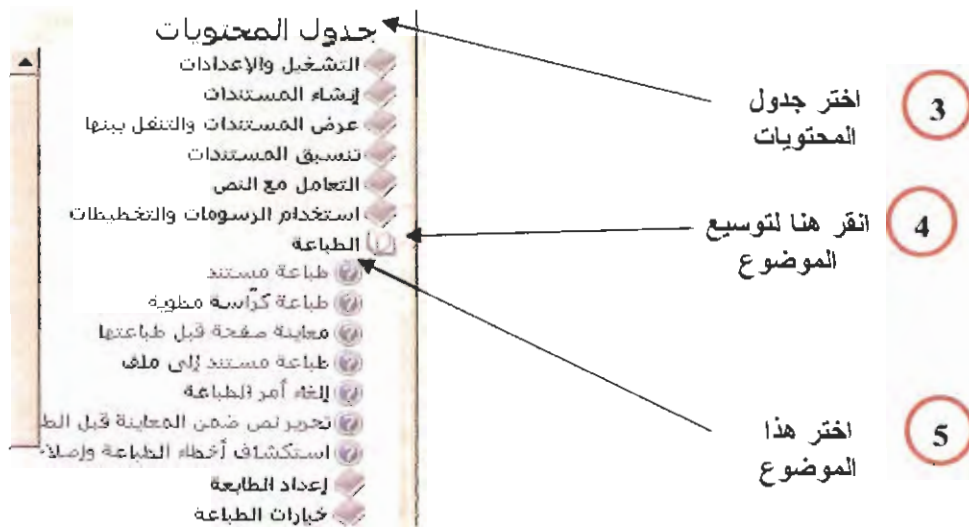 جدول المحتويات
التشغيل والإعدادات
إنشاء المستندات
عرض المستندات والتنقل بينها
تنسيق المستندات
التعامل مع النص
استخدام الرسومات والتخطيطات
الطباعة
طباعة مستند
طباعة كرّاسة مطوية
معاينة صفحة قبل طباعتها
طباعة مستند إلى ملف
إلغاء أمر الطباعة
تحرير نص ضمن المعاينة قبل الط
استكشاف أخطاء الطباعة وإصلا
إعداد الطابعة
خيارات الطباعة
3
اختر جدول
المحتويات
4
انقر هنا لتوسيع
الموضوع
5
اختر هذا
الموضوع